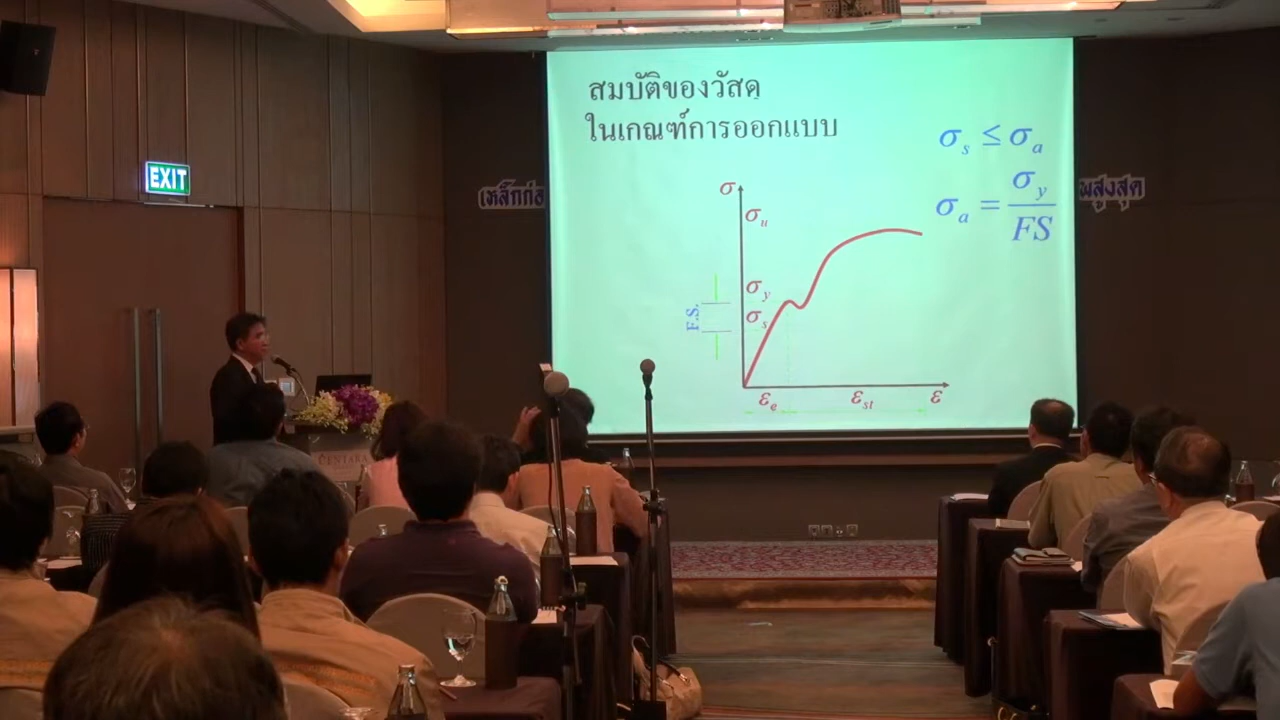 สมบัติของวัสดุ
ในเกณฑ์การออกแบบ
σs ≤ σa
σa = σy / FS
EXIT
เหล็กก่อ
พสูงสุด
σ
σu
σy
σs
F.S.
εe
εst
ε
CENTARA